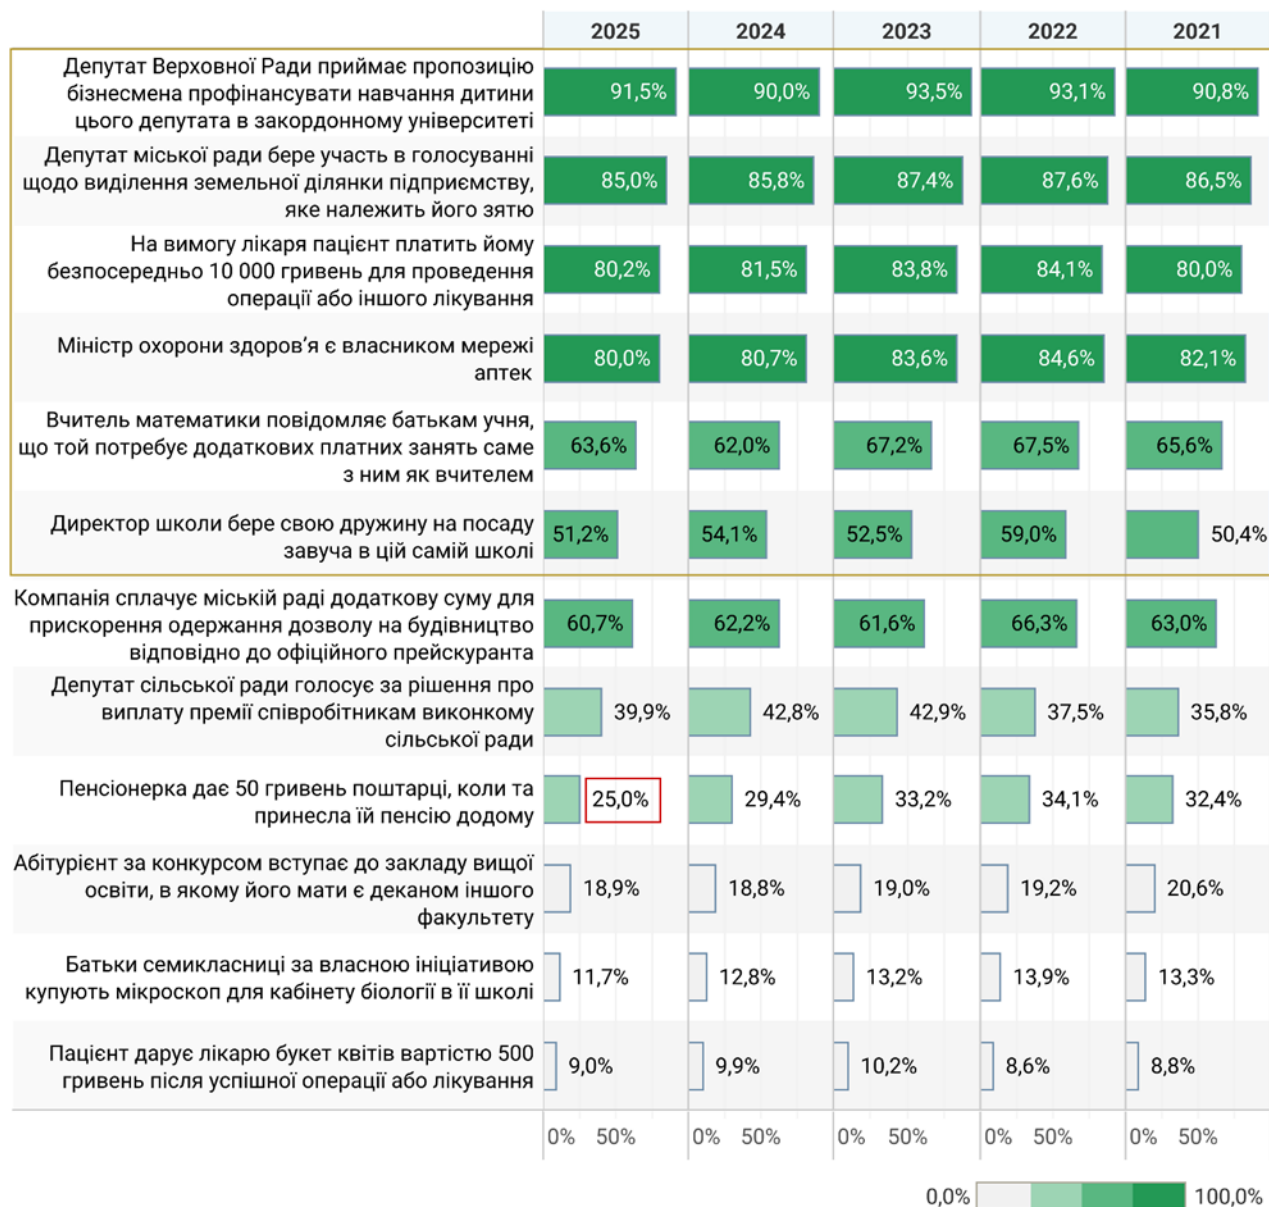 2025 2024 2023 2022 2021
Депутат Верховної Ради приймає пропозицію
бізнесмена профінансувати навчання дитини
цього депутата в закордонному університеті
91,5% 90,0% 93,5% 93,1% 90,8%
Депутат міської ради бере участь в голосуванні
щодо виділення земельної ділянки підприємству,
яке належить його зятю
85,0% 85,8% 87,4% 87,6% 86,5%
На вимогу лікаря пацієнт платить йому
безпосередньо 10 000 гривень для проведення
операції або іншого лікування
80,2% 81,5% 83,8% 84,1% 80,0%
Міністр охорони здоров’я є власником мережі
аптек
80,0% 80,7% 83,6% 84,6% 82,1%
Вчитель математики повідомляє батькам учня,
що той потребує додаткових платних занять саме
з ним як вчителем
63,6% 62,0% 67,2% 67,5% 65,6%
Директор школи бере свою дружину на посаду
завуча в цій самій школі
51,2% 54,1% 52,5% 59,0% 50,4%
Компанія сплачує міській раді додаткову суму для
прискорення одержання дозволу на будівництво
відповідно до офіційного прейскуранта
60,7% 62,2% 61,6% 66,3% 63,0%
Депутат сільської ради голосує за рішення про
виплату премії співробітникам виконкому
сільської ради
39,9% 42,8% 42,9% 37,5% 35,8%
Пенсіонерка дає 50 гривень поштарці, коли та
принесла їй пенсію додому
25,0% 29,4% 33,2% 34,1% 32,4%
Абітурієнт за конкурсом вступає до закладу вищої
освіти, в якому його мати є деканом іншого
факультету
18,9% 18,8% 19,0% 19,2% 20,6%
Батьки семикласниці за власною ініціативою
купують мікроскоп для кабінету біології в її школі
11,7% 12,8% 13,2% 13,9% 13,3%
Пацієнт дарує лікарю букет квітів вартістю 500
гривень після успішної операції або лікування
9,0% 9,9% 10,2% 8,6% 8,8%
0% 50% 0% 50% 0% 50% 0% 50% 0% 50%
0,0% 100,0%